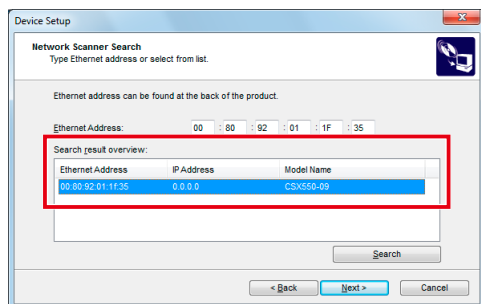 Device Setup
Network Scanner Search
Type Ethernet address or select from list.
Ethernet address can be found at the back of the product.
Ethernet Address: 00 : 80 : 92 : 01 : 1F : 35
Search result overview:
Ethernet Address IP Address Model Name
00:80:92:01:1f:35 0.0.0.0 CSX550-09
Search
< Back Next > Cancel